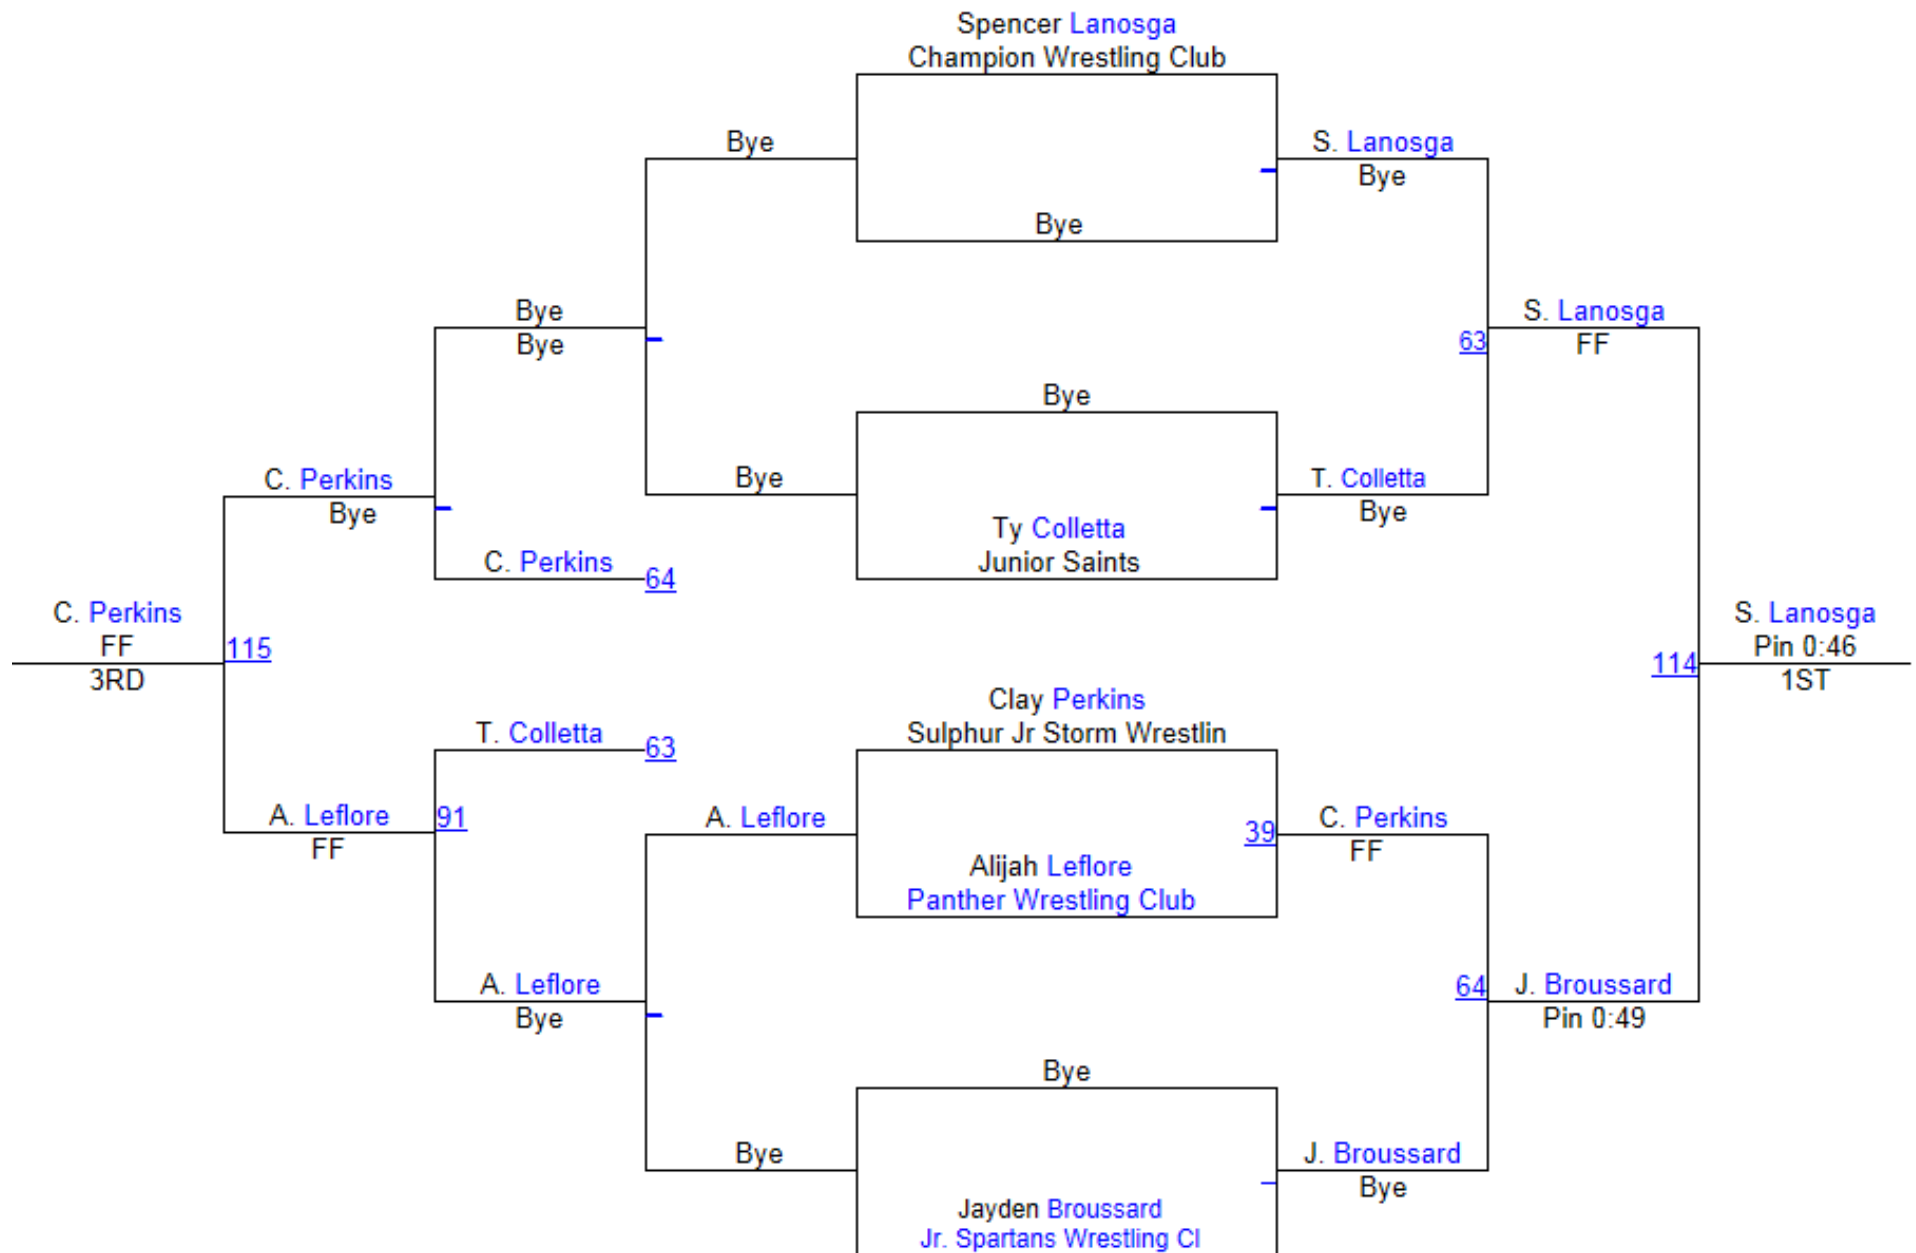 Spencer Lanosga
Champion Wrestling Club
Bye
S. Lanosga
Bye
Bye
Bye
Bye
S. Lanosga
63
FF
Bye
C. Perkins
Bye
Bye
T. Colletta
Bye
Ty Colletta
Junior Saints
C. Perkins
64
C. Perkins
FF
115
3RD
S. Lanosga
Pin 0:46
114
1ST
Clay Perkins
Sulphur Jr Storm Wrestlin
T. Colletta
63
A. Leflore
91
FF
A. Leflore
39
C. Perkins
FF
Alijah Leflore
Panther Wrestling Club
A. Leflore
Bye
64
J. Broussard
Pin 0:49
Bye
Bye
J. Broussard
Bye
Jayden Broussard
Jr. Spartans Wrestling Cl